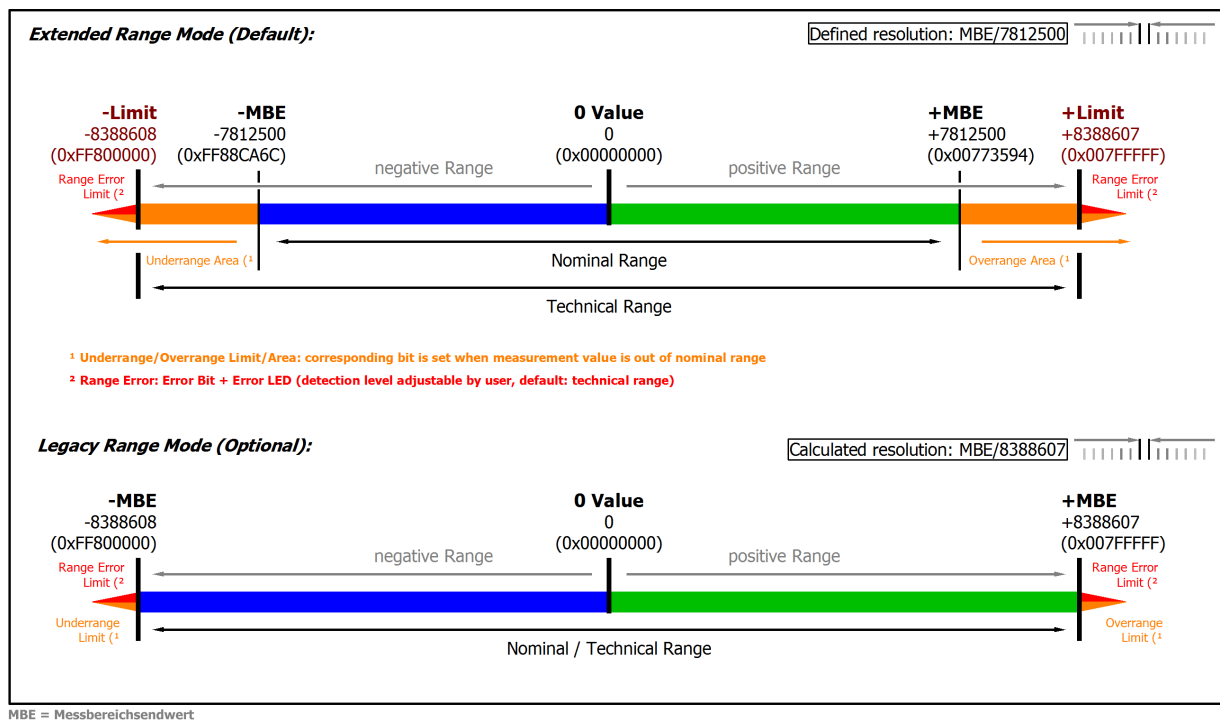 Extended Range Mode (Default):
Defined resolution: MBE/7812500
-Limit
-8388608
(0xFF800000)
-MBE
-7812500
(0xFF88CA6C)
0 Value
0
(0x00000000)
+MBE
+7812500
(0x00773594)
+Limit
+8388607
(0x007FFFFF)
negative Range
positive Range
Range Error
Limit (²
Range Error
Limit (²
Underrange Area (¹
Nominal Range
Overrange Area (¹
Technical Range
¹ Underrange/Overrange Limit/Area: corresponding bit is set when measurement value is out of nominal range
² Range Error: Error Bit + Error LED (detection level adjustable by user, default: technical range)
Legacy Range Mode (Optional):
Calculated resolution: MBE/8388607
-MBE
-8388608
(0xFF800000)
0 Value
0
(0x00000000)
+MBE
+8388607
(0x007FFFFF)
negative Range
positive Range
Range Error
Limit (²
Range Error
Limit (²
Underrange
Limit (¹
Overrange
Limit (¹
Nominal / Technical Range
MBE = Messbereichsendwert